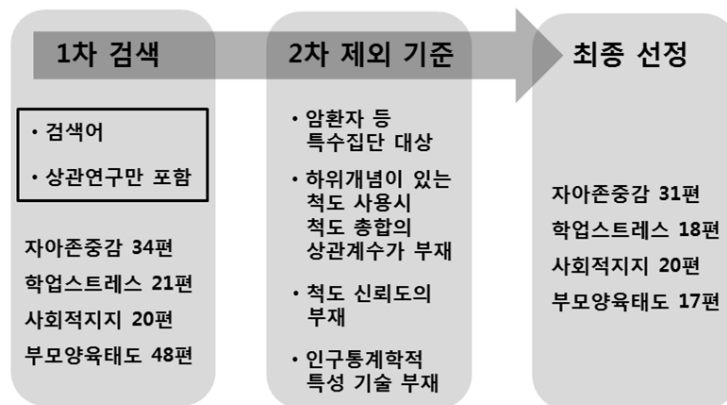 1차 검색
· 검색어
· 상관연구만 포함
자아존중감 34편
학업스트레스 21편
사회적지지 20편
부모양육태도 48편
2차 제외 기준
· 암환자 등
특수집단 대상
· 하위개념이 있는
척도 사용시
척도 총합의
상관계수가 부재
· 척도 신뢰도의
부재
· 인구통계학적
특성 기술 부재
최종 선정
자아존중감 31편
학업스트레스 18편
사회적지지 20편
부모양육태도 17편